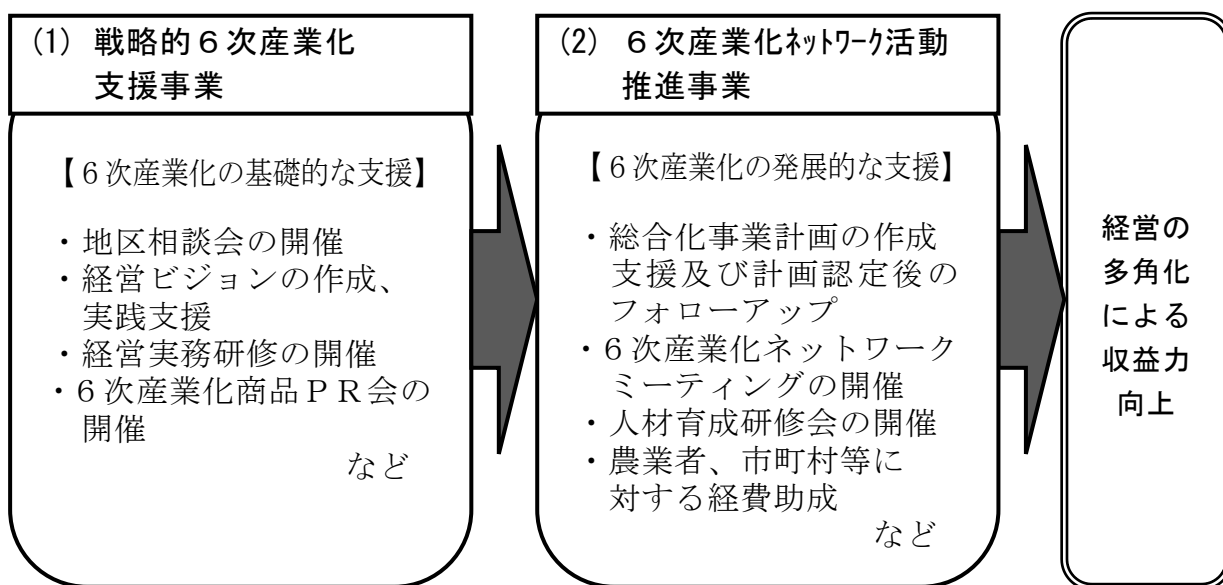 (1) 戦略的６次産業化
支援事業
【６次産業化の基礎的な支援】
・地区相談会の開催
・経営ビジョンの作成、
実践支援
・経営実務研修の開催
・６次産業化商品ＰＲ会の
開催
など
(2) ６次産業化ﾈｯﾄﾜｰｸ活動
推進事業
【６次産業化の発展的な支援】
・総合化事業計画の作成
支援及び計画認定後の
フォローアップ
・６次産業化ネットワーク
ミーティングの開催
・人材育成研修会の開催
・農業者、市町村等に
対する経費助成
など
経営の
多角化
による
収益力
向上